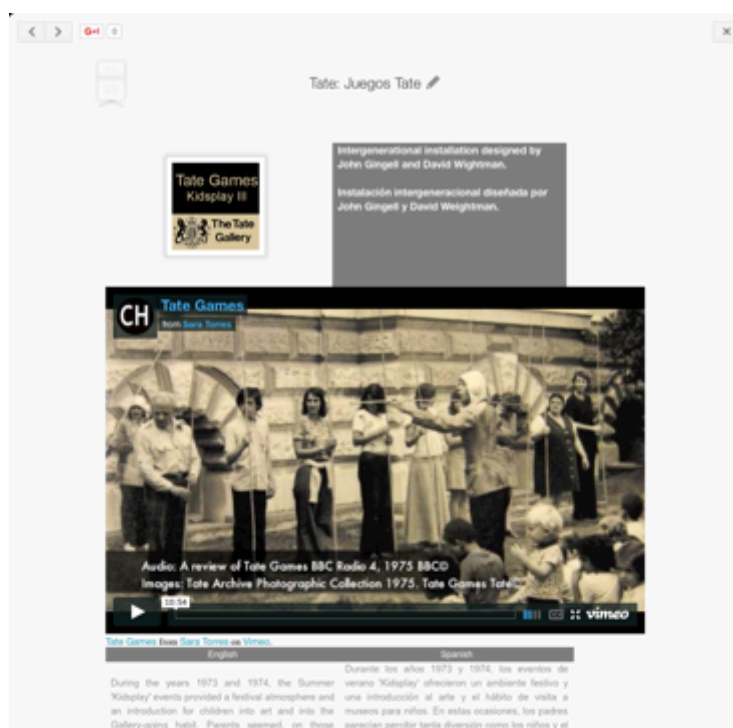 G+1 0
Tate: Juegos Tate
Intergenerational installation designed by
John Gingell and David Wightman.
Instalación intergeneracional diseñada por
John Gingell y David Weightman.
Tate Games
Kidsplay III
The Tate
Gallery
CH
Tate Games
from Sara Torres
Audio: A review of Tate Games BBC Radio 4, 1975 BBC©
Images: Tate Archive Photographic Collection 1975. Tate Games Tate©
10:54
CC vimeo
Tate Games from Sara Torres on Vimeo.
English
During the years 1973 and 1974, the Summer
'Kidsplay' events provided a festival atmosphere and
an introduction for children into art and into the
Gallery-going habit. Parents seemed, on those
Spanish
Durante los años 1973 y 1974, los eventos de
verano 'Kidsplay' ofrecieron un ambiente festivo y
una introducción al arte y el hábito de visita a
museos para niños. En estas ocasiones, los padres
parecían percibir tanta diversión como los niños y el